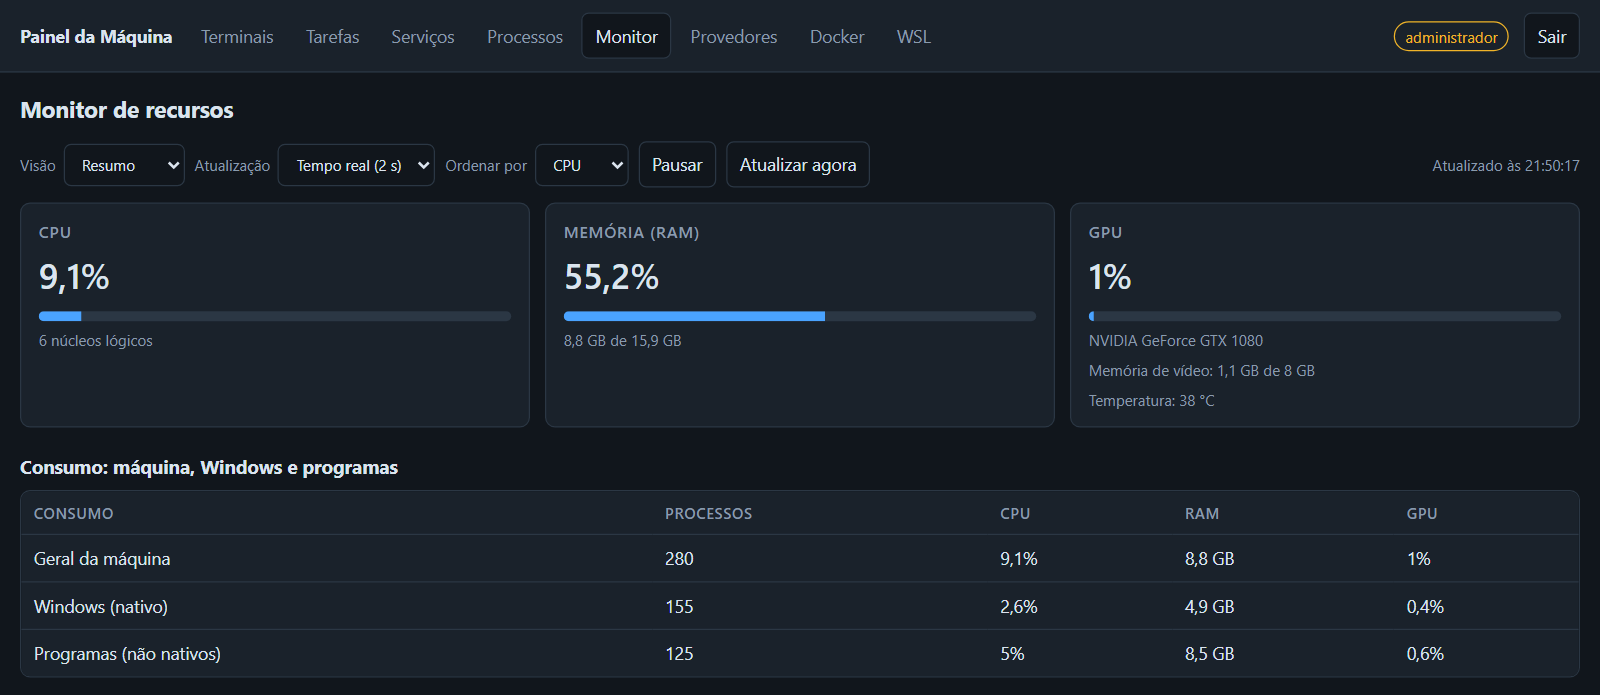 Painel da Máquina Terminais Tarefas Serviços Processos Monitor Provedores Docker WSL administrador Sair
Monitor de recursos
Visão Resumo Atualização Tempo real (2 s) Ordenar por CPU Pausar Atualizar agora Atualizado às 21:50:17
CPU
9,1%
6 núcleos lógicos
MEMÓRIA (RAM)
55,2%
8,8 GB de 15,9 GB
GPU
1%
NVIDIA GeForce GTX 1080
Memória de vídeo: 1,1 GB de 8 GB
Temperatura: 38 °C
Consumo: máquina, Windows e programas
CONSUMO PROCESSOS CPU RAM GPU
Geral da máquina 280 9,1% 8,8 GB 1%
Windows (nativo) 155 2,6% 4,9 GB 0,4%
Programas (não nativos) 125 5% 8,5 GB 0,6%